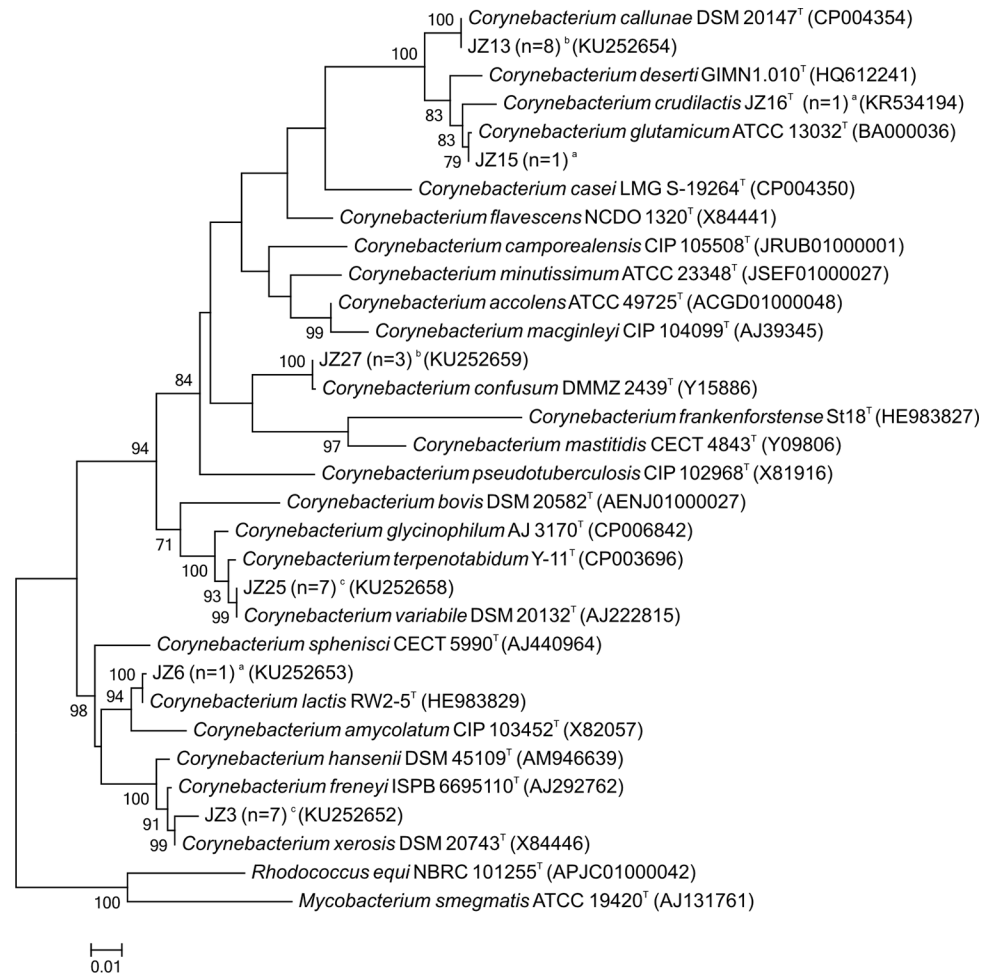 100 Corynebacterium callunae DSM 20147ᵀ (CP004354)
JZ13 (n=8) ᵇ (KU252654)
100
Corynebacterium deserti GIMN1.010ᵀ (HQ612241)
Corynebacterium crudilactis JZ16ᵀ (n=1) ᵃ (KR534194)
83
Corynebacterium glutamicum ATCC 13032ᵀ (BA000036)
83
79 JZ15 (n=1) ᵃ
Corynebacterium casei LMG S-19264ᵀ (CP004350)
Corynebacterium flavescens NCDO 1320ᵀ (X84441)
Corynebacterium camporealensis CIP 105508ᵀ (JRUB01000001)
Corynebacterium minutissimum ATCC 23348ᵀ (JSEF01000027)
Corynebacterium accolens ATCC 49725ᵀ (ACGD01000048)
99 Corynebacterium macginleyi CIP 104099ᵀ (AJ39345)
100 JZ27 (n=3) ᵇ (KU252659)
84 Corynebacterium confusum DMMZ 2439ᵀ (Y15886)
Corynebacterium frankenforstense St18ᵀ (HE983827)
94 97 Corynebacterium mastitidis CECT 4843ᵀ (Y09806)
Corynebacterium pseudotuberculosis CIP 102968ᵀ (X81916)
Corynebacterium bovis DSM 20582ᵀ (AENJ01000027)
Corynebacterium glycinophilum AJ 3170ᵀ (CP006842)
71
Corynebacterium terpenotabidum Y-11ᵀ (CP003696)
100
JZ25 (n=7) ᶜ (KU252658)
93
99 Corynebacterium variabile DSM 20132ᵀ (AJ222815)
Corynebacterium sphenisci CECT 5990ᵀ (AJ440964)
100 JZ6 (n=1) ᵃ (KU252653)
94 Corynebacterium lactis RW2-5ᵀ (HE983829)
98
Corynebacterium amycolatum CIP 103452ᵀ (X82057)
Corynebacterium hansenii DSM 45109ᵀ (AM946639)
Corynebacterium freneyi ISPB 6695110ᵀ (AJ292762)
100
JZ3 (n=7) ᶜ (KU252652)
91
99 Corynebacterium xerosis DSM 20743ᵀ (X84446)
Rhodococcus equi NBRC 101255ᵀ (APJC01000042)
100 Mycobacterium smegmatis ATCC 19420ᵀ (AJ131761)
0.01